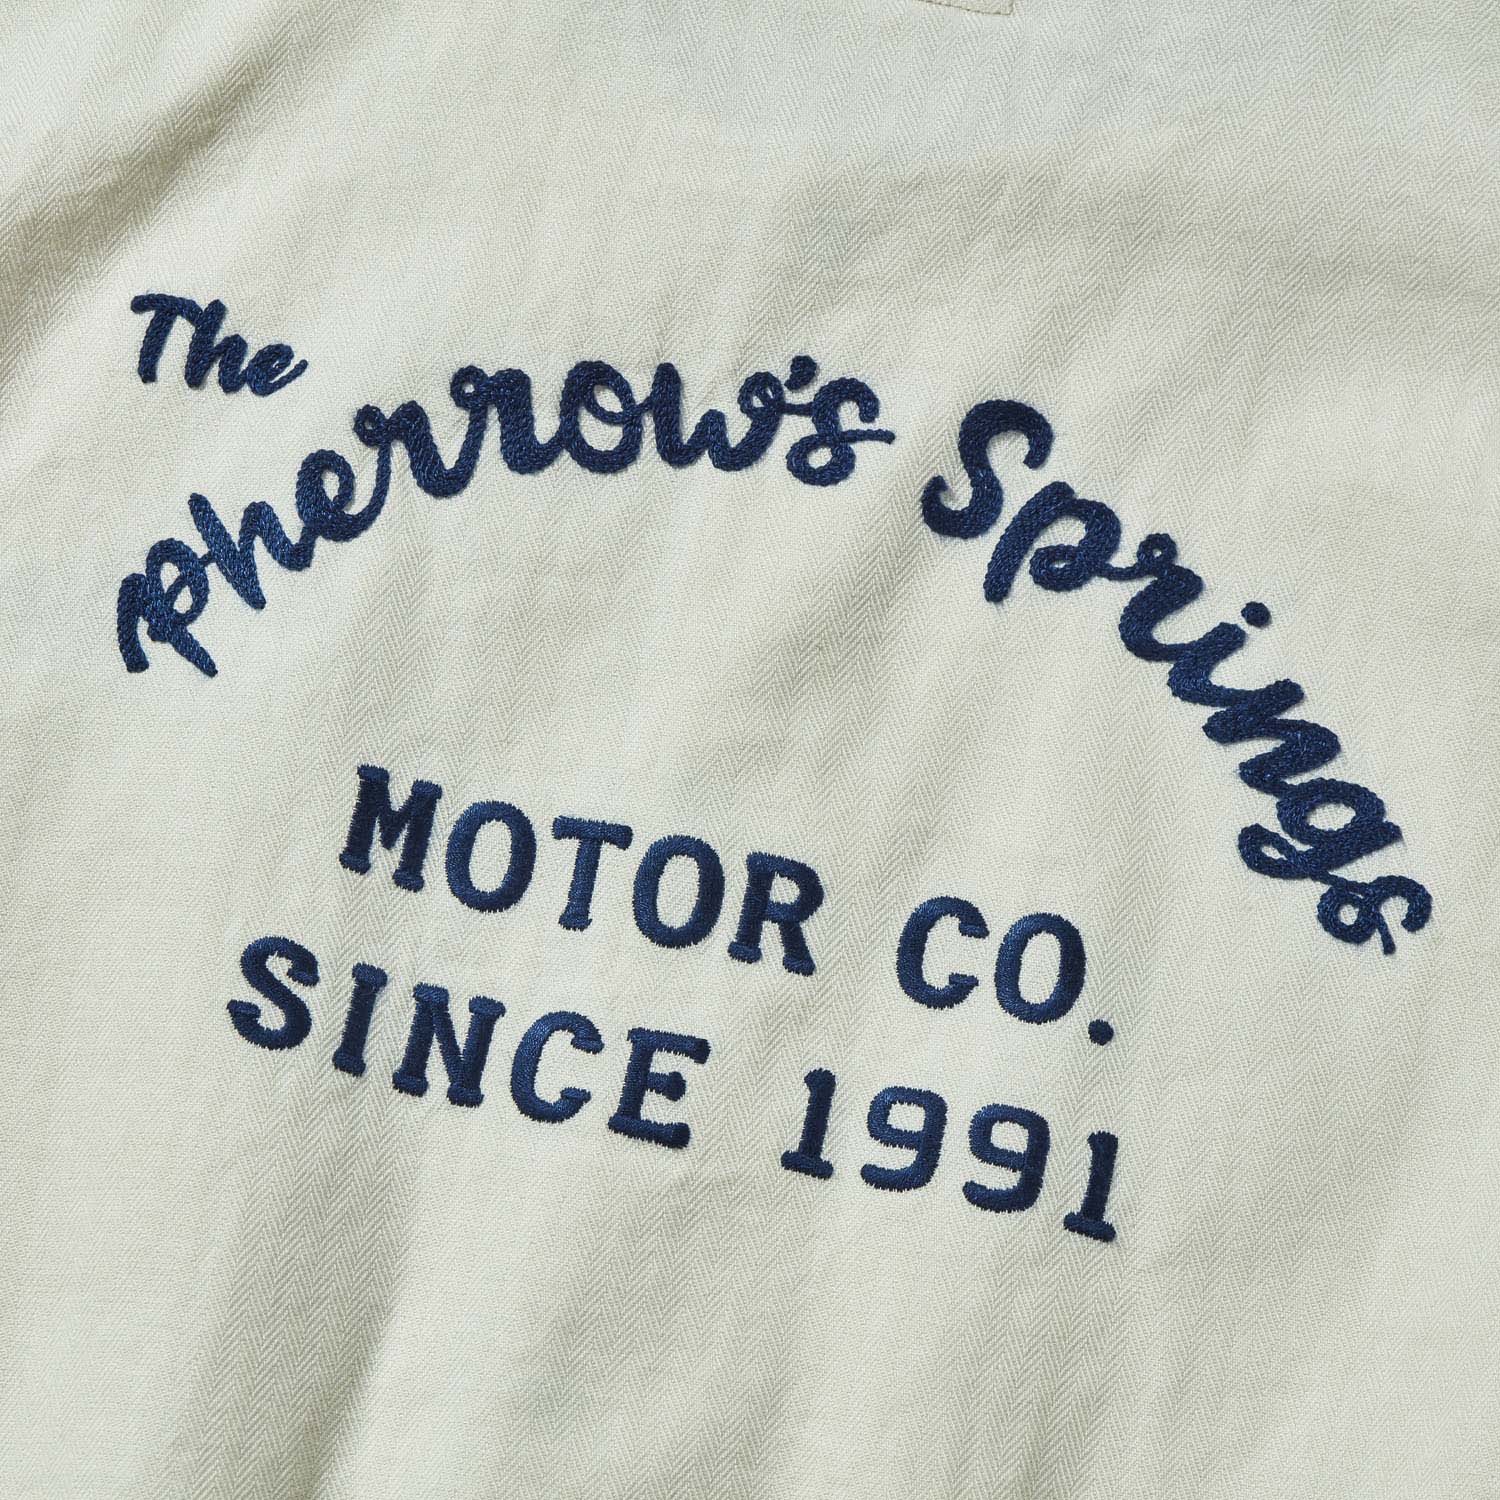 The
Pherrow's Springs
MOTOR CO.
SINCE 1991